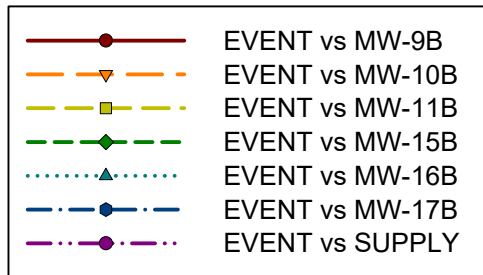 EVENT vs MW-9B
EVENT vs MW-10B
EVENT vs MW-11B
EVENT vs MW-15B
EVENT vs MW-16B
EVENT vs MW-17B
EVENT vs SUPPLY